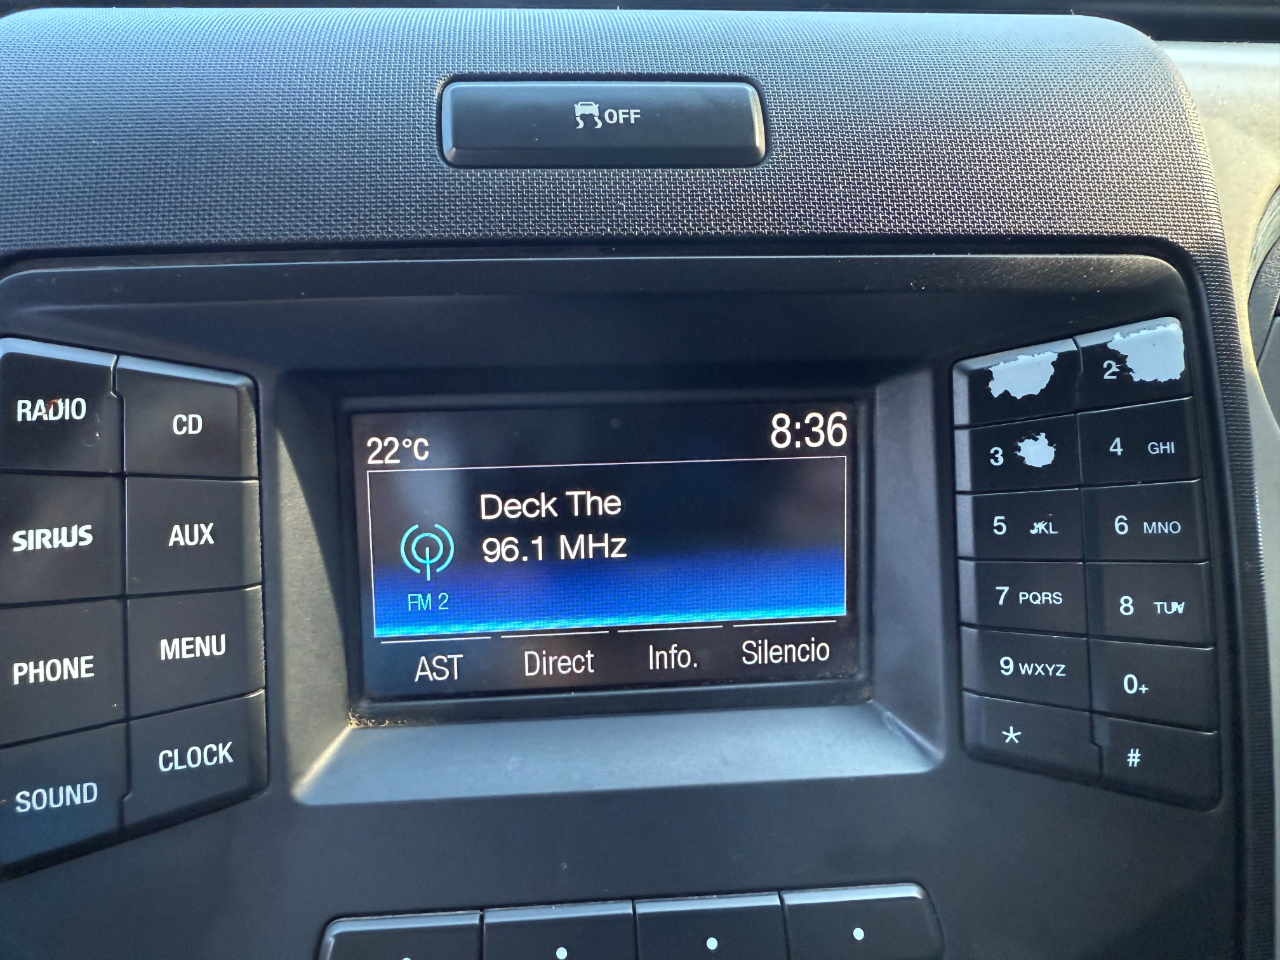 OFF
RADIO
CD
SIRIUS
AUX
PHONE
MENU
SOUND
CLOCK
22°C
8:36
Deck The
96.1 MHz
FM 2
AST
Direct
Info.
Silencio
2
3
4 GHI
5 JKL
6 MNO
7 PQRS
8 TUV
9 WXYZ
0+
*
#